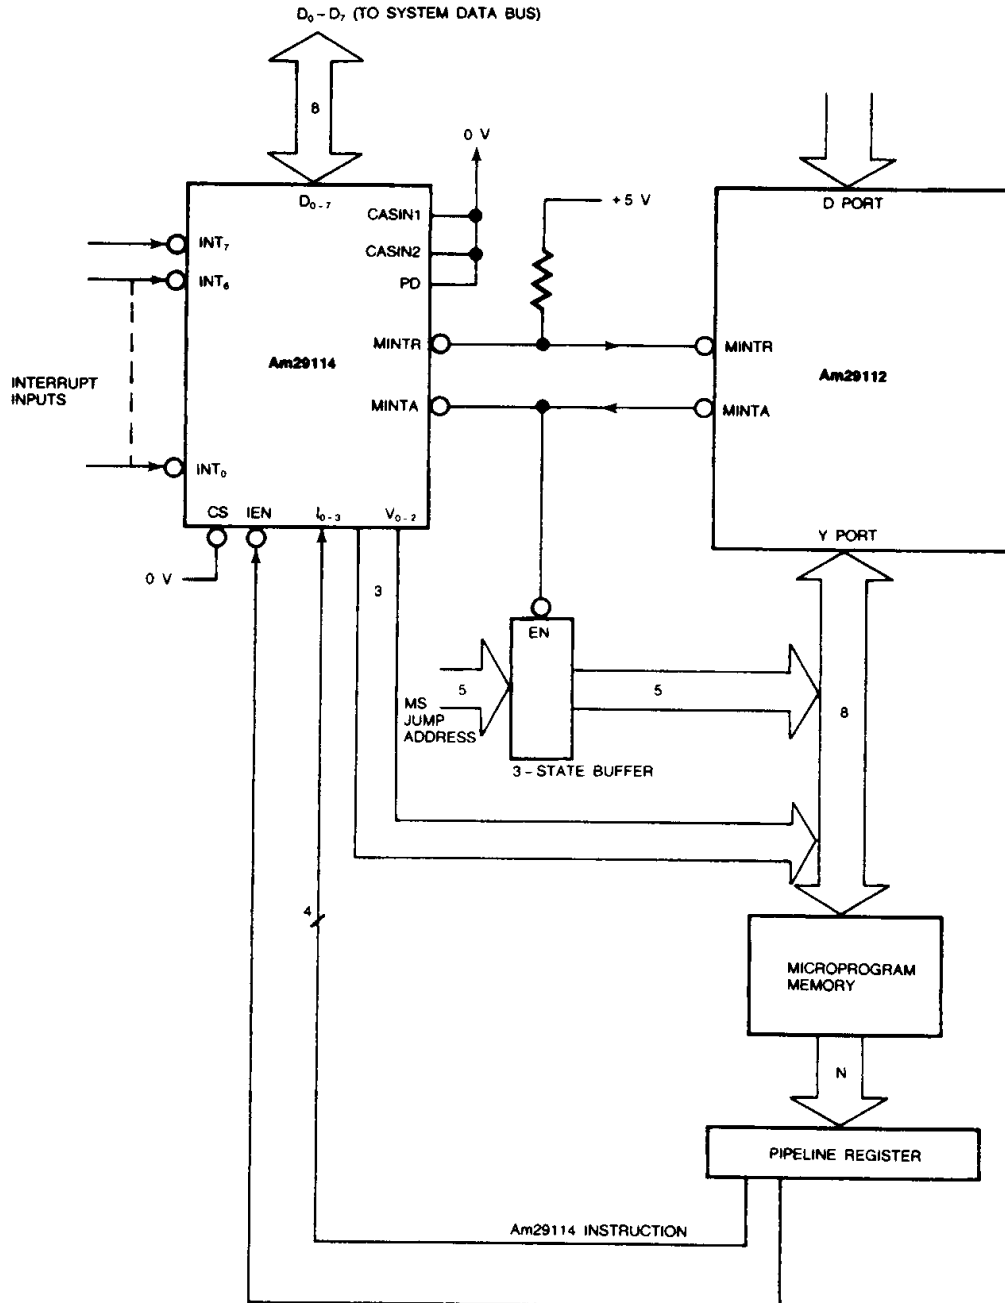 D₀-D₇ (TO SYSTEM DATA BUS)
8
0 V
D₀₋₇
CASIN1
CASIN2
PD
+5 V
D PORT
INT₇
INT₆
MINTR
MINTR
Am29114
Am29112
INTERRUPT
INPUTS
MINTA
MINTA
INT₀
CS
IEN
I₀₋₃
V₀₋₂
Y PORT
0 V
3
EN
5
5
8
MS
JUMP
ADDRESS
3-STATE BUFFER
4
MICROPROGRAM
MEMORY
N
PIPELINE REGISTER
Am29114 INSTRUCTION